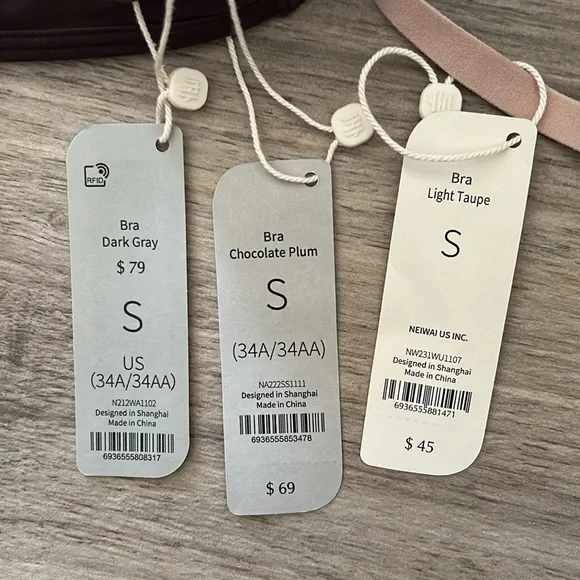 RFID
Bra
Dark Gray
$ 79
S
US
(34A/34AA)
N212WA1102
Designed in Shanghai
Made in China
6936555808317
Bra
Chocolate Plum
S
(34A/34AA)
NA222SS1111
Designed in Shanghai
Made in China
6936555853478
$ 69
Bra
Light Taupe
S
NEIWAI US INC.
NW231WU1107
Designed in Shanghai
Made in China
6936555881471
$ 45